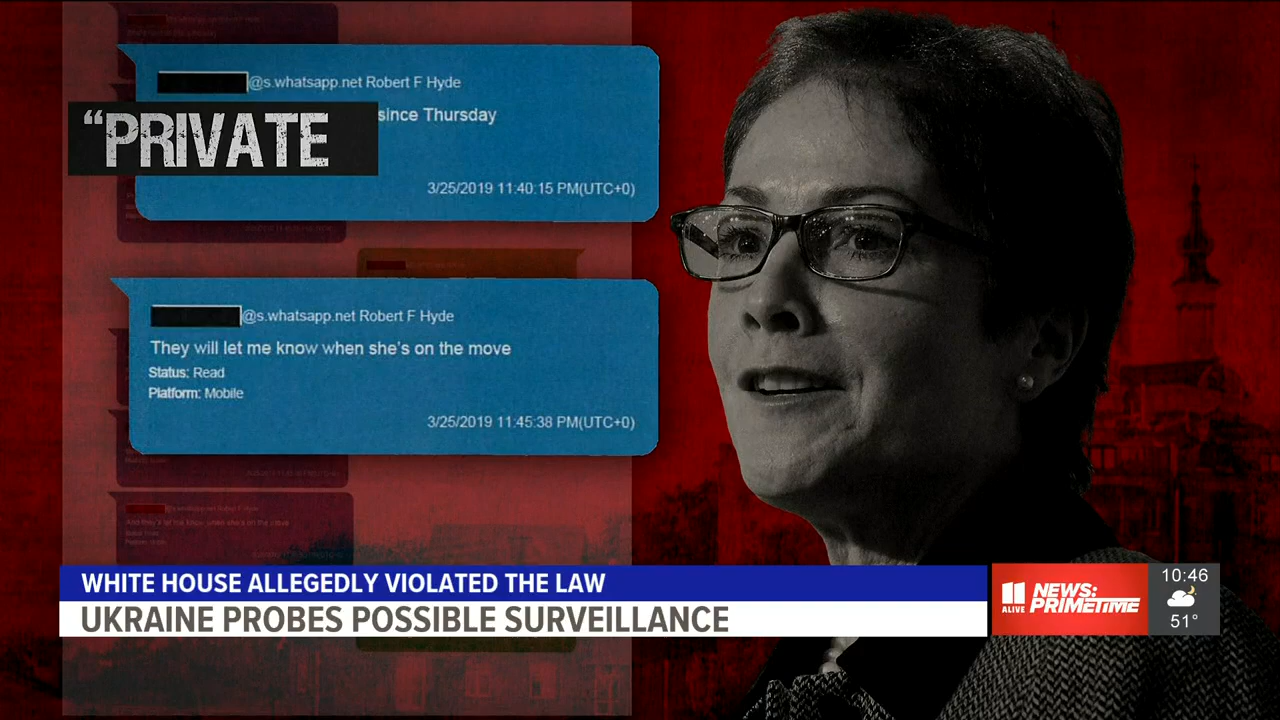 @s.whatsapp.net Robert F Hyde
since Thursday
“PRIVATE
3/25/2019 11:40:15 PM(UTC+0)
@s.whatsapp.net Robert F Hyde
They will let me know when she's on the move
Status: Read
Platform: Mobile
3/25/2019 11:45:38 PM(UTC+0)
WHITE HOUSE ALLEGEDLY VIOLATED THE LAW
UKRAINE PROBES POSSIBLE SURVEILLANCE
11 ALIVE NEWS: PRIMETIME
10:46
51°